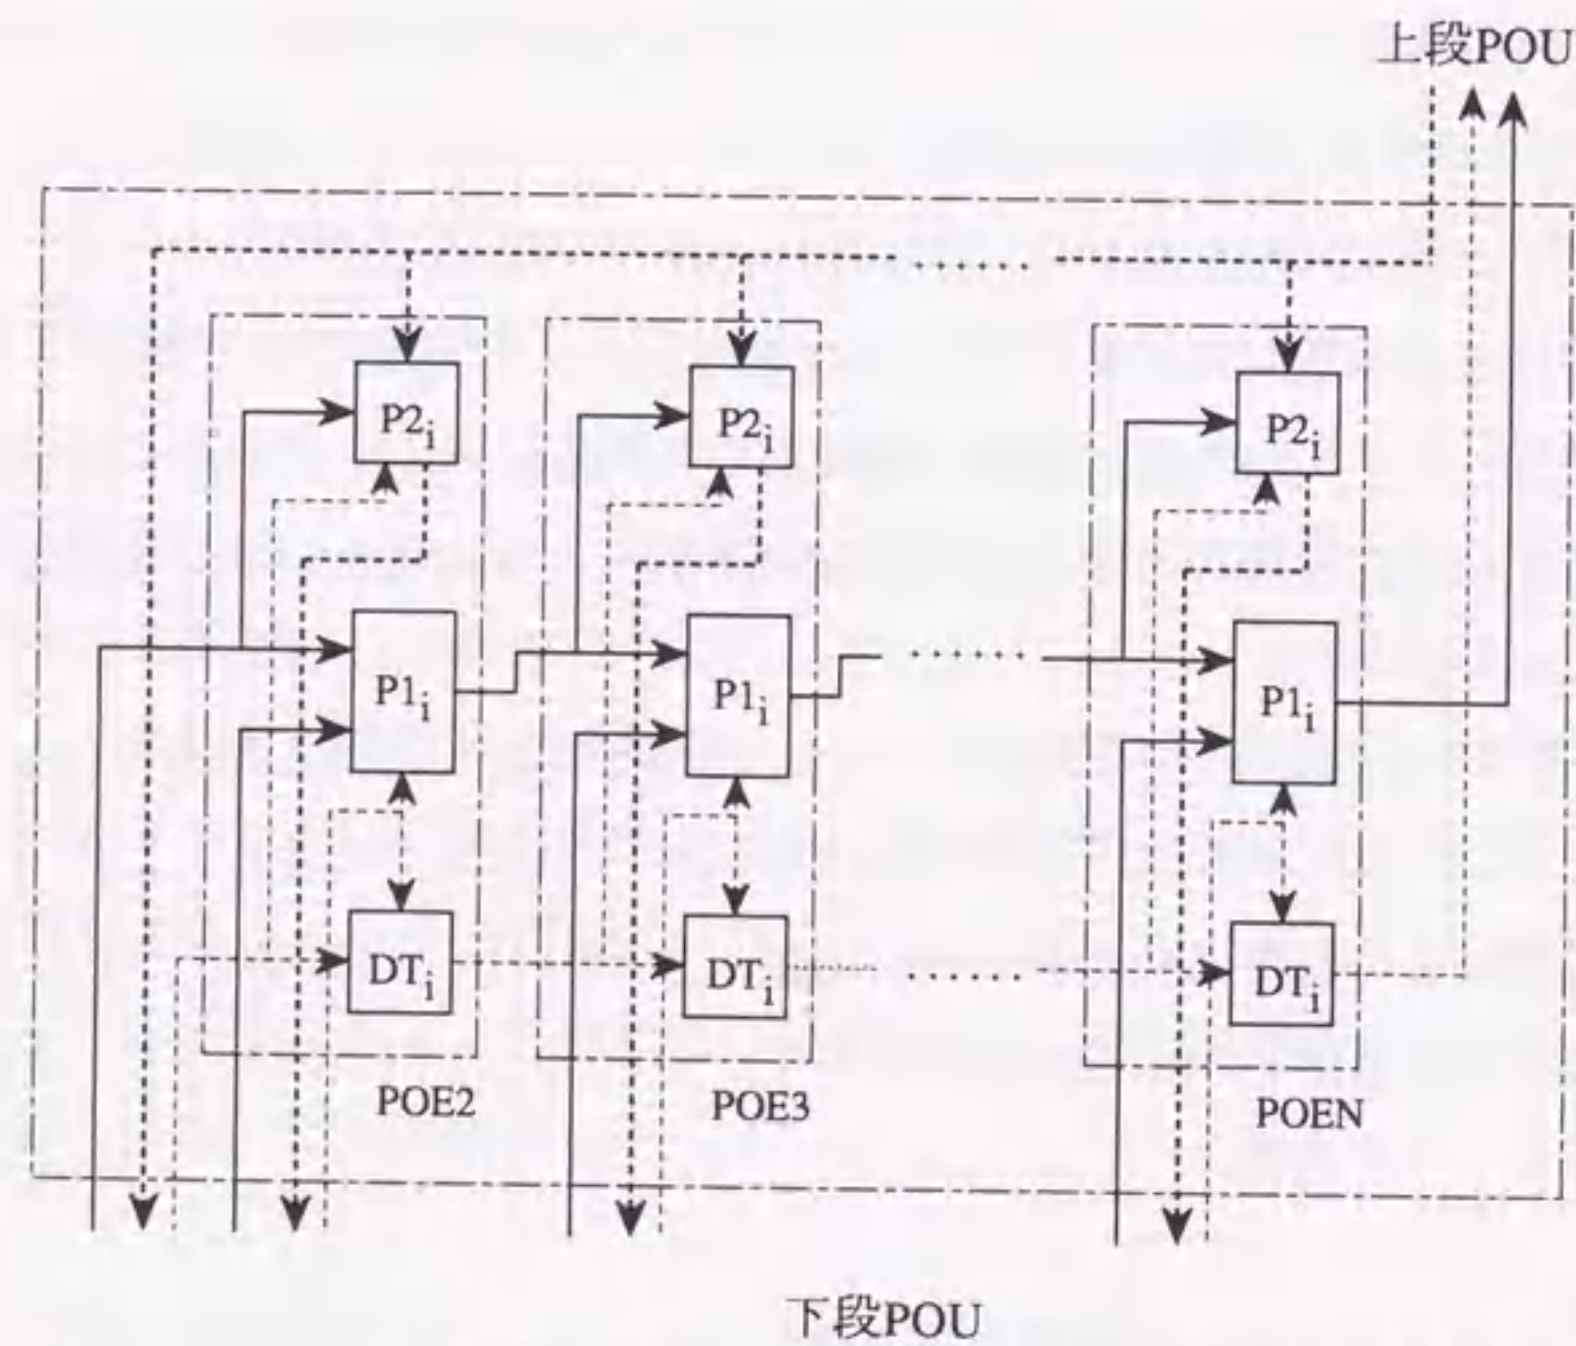 上段POU
P2i P2i P2i
P1i P1i P1i
DTi DTi DTi
POE2 POE3 POEN
下段POU